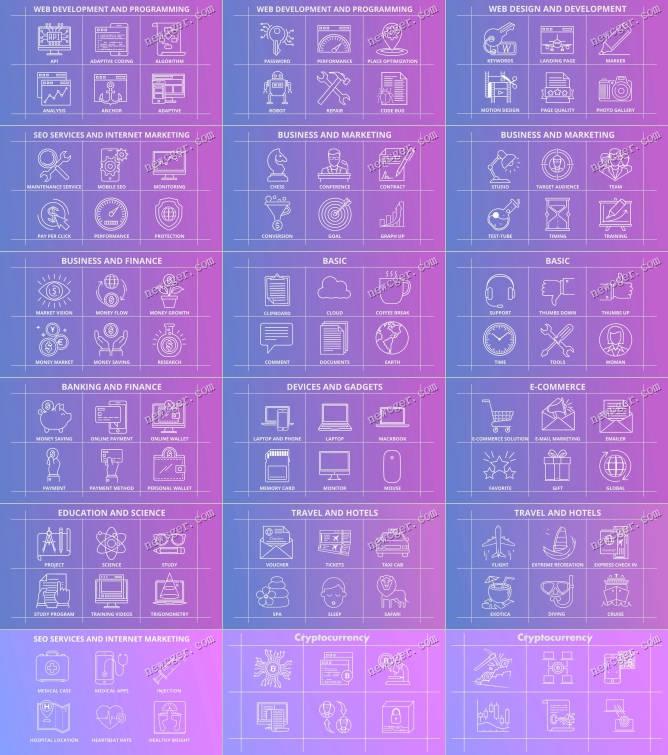 WEB DEVELOPMENT AND PROGRAMMING
API
ADAPTIVE CODING
ALGORITHM
ANALYSIS
ANCHOR
ADAPTIVE
WEB DEVELOPMENT AND PROGRAMMING
PASSWORD
PERFORMANCE
PLACE OPTIMIZATION
ROBOT
REPAIR
CODE BUG
WEB DESIGN AND DEVELOPMENT
KEYWORDS
LANDING PAGE
MARKER
MOTION DESIGN
PAGE QUALITY
PHOTO GALLERY
SEO SERVICES AND INTERNET MARKETING
MAINTENANCE SERVICE
MOBILE SEO
MONITORING
PAY PER CLICK
PERFORMANCE
PROTECTION
BUSINESS AND MARKETING
CHESS
CONFERENCE
CONTRACT
CONVERSION
GOAL
GRAPH UP
BUSINESS AND MARKETING
STUDIO
TARGET AUDIENCE
TEAM
TEST-TUBE
TIMING
TRAINING
BUSINESS AND FINANCE
MARKET VISION
MONEY FLOW
MONEY GROWTH
MONEY MARKET
MONEY SAVING
RESEARCH
BASIC
CLIPBOARD
CLOUD
COFFEE BREAK
COMMENT
DOCUMENTS
EARTH
BASIC
SUPPORT
THUMBS DOWN
THUMBS UP
TIME
TOOLS
WOMAN
BANKING AND FINANCE
MONEY SAVING
ONLINE PAYMENT
ONLINE WALLET
PAYMENT
PAYMENT METHOD
PERSONAL WALLET
DEVICES AND GADGETS
LAPTOP AND PHONE
LAPTOP
MACKBOOK
MEMORY CARD
MONITOR
MOUSE
E-COMMERCE
E-COMMERCE SOLUTION
E-MAIL MARKETING
EMAILER
FAVORITE
GIFT
GLOBAL
EDUCATION AND SCIENCE
PROJECT
SCIENCE
STUDY
STUDY PROGRAM
TRAINING VIDEOS
TRIGONOMETRY
TRAVEL AND HOTELS
VOUCHER
TICKETS
TAXI CAB
SPA
SLEEP
SAFARI
TRAVEL AND HOTELS
FLIGHT
EXTREME RECREATION
EXPRESS CHECK IN
EXOTICA
DIVING
CRUISE
SEO SERVICES AND INTERNET MARKETING
MEDICAL CASE
MEDICAL APPS
INJECTION
HOSPITAL LOCATION
HEARTBEAT RATE
HEALTHY WEIGHT
Cryptocurrency
Cryptocurrency